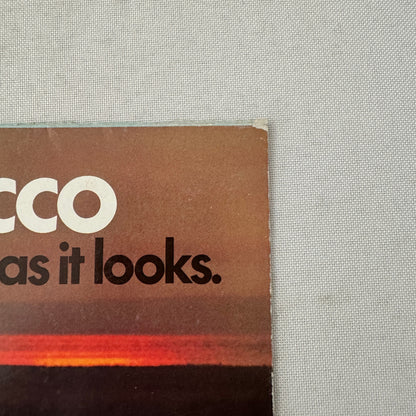 CCO
as it looks.